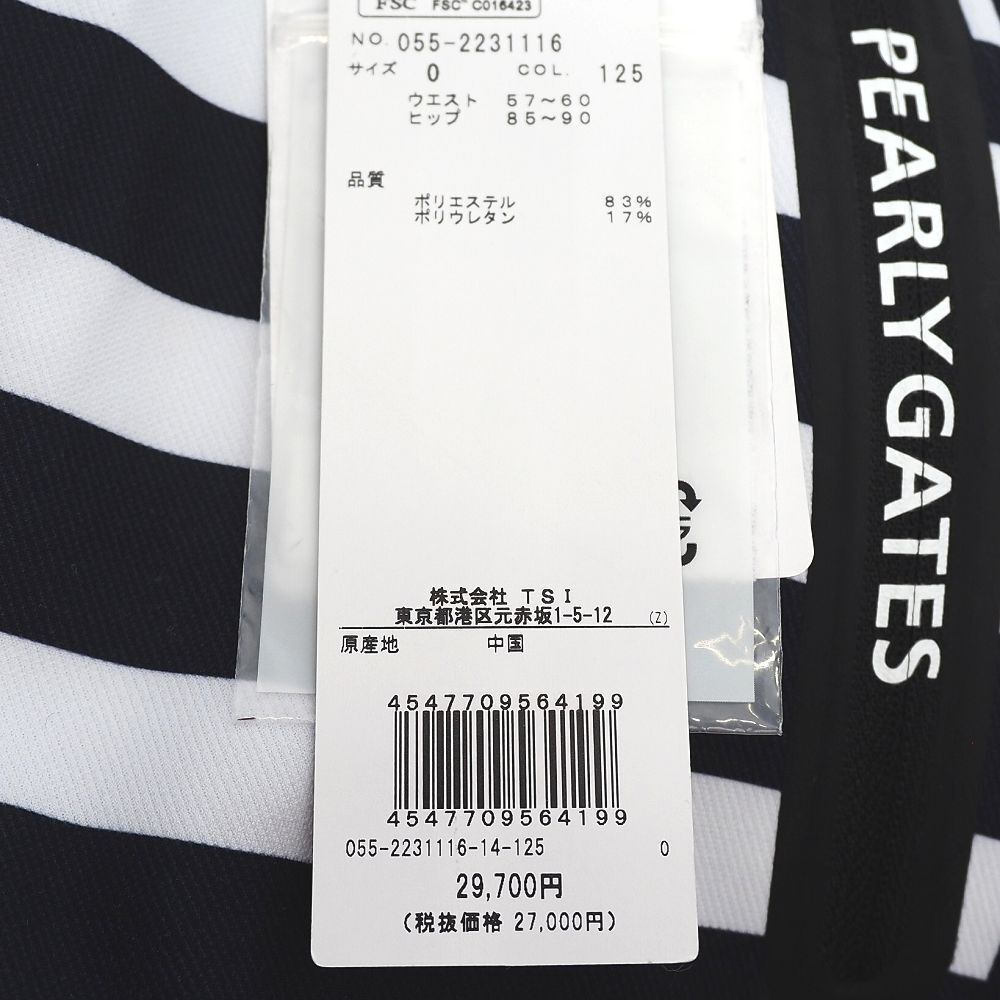 FSC FSC™ C016423
NO. 055-2231116
サイズ 0 COL. 125
ウエスト 57〜60
ヒップ 85〜90
品質
ポリエステル 83%
ポリウレタン 17%
株式会社 TSI
東京都港区元赤坂1-5-12 (Z)
原産地 中国
4547709564199
4547709564199
055-2231116-14-125 0
29,700円
(税抜価格 27,000円)
PEARLY GATES